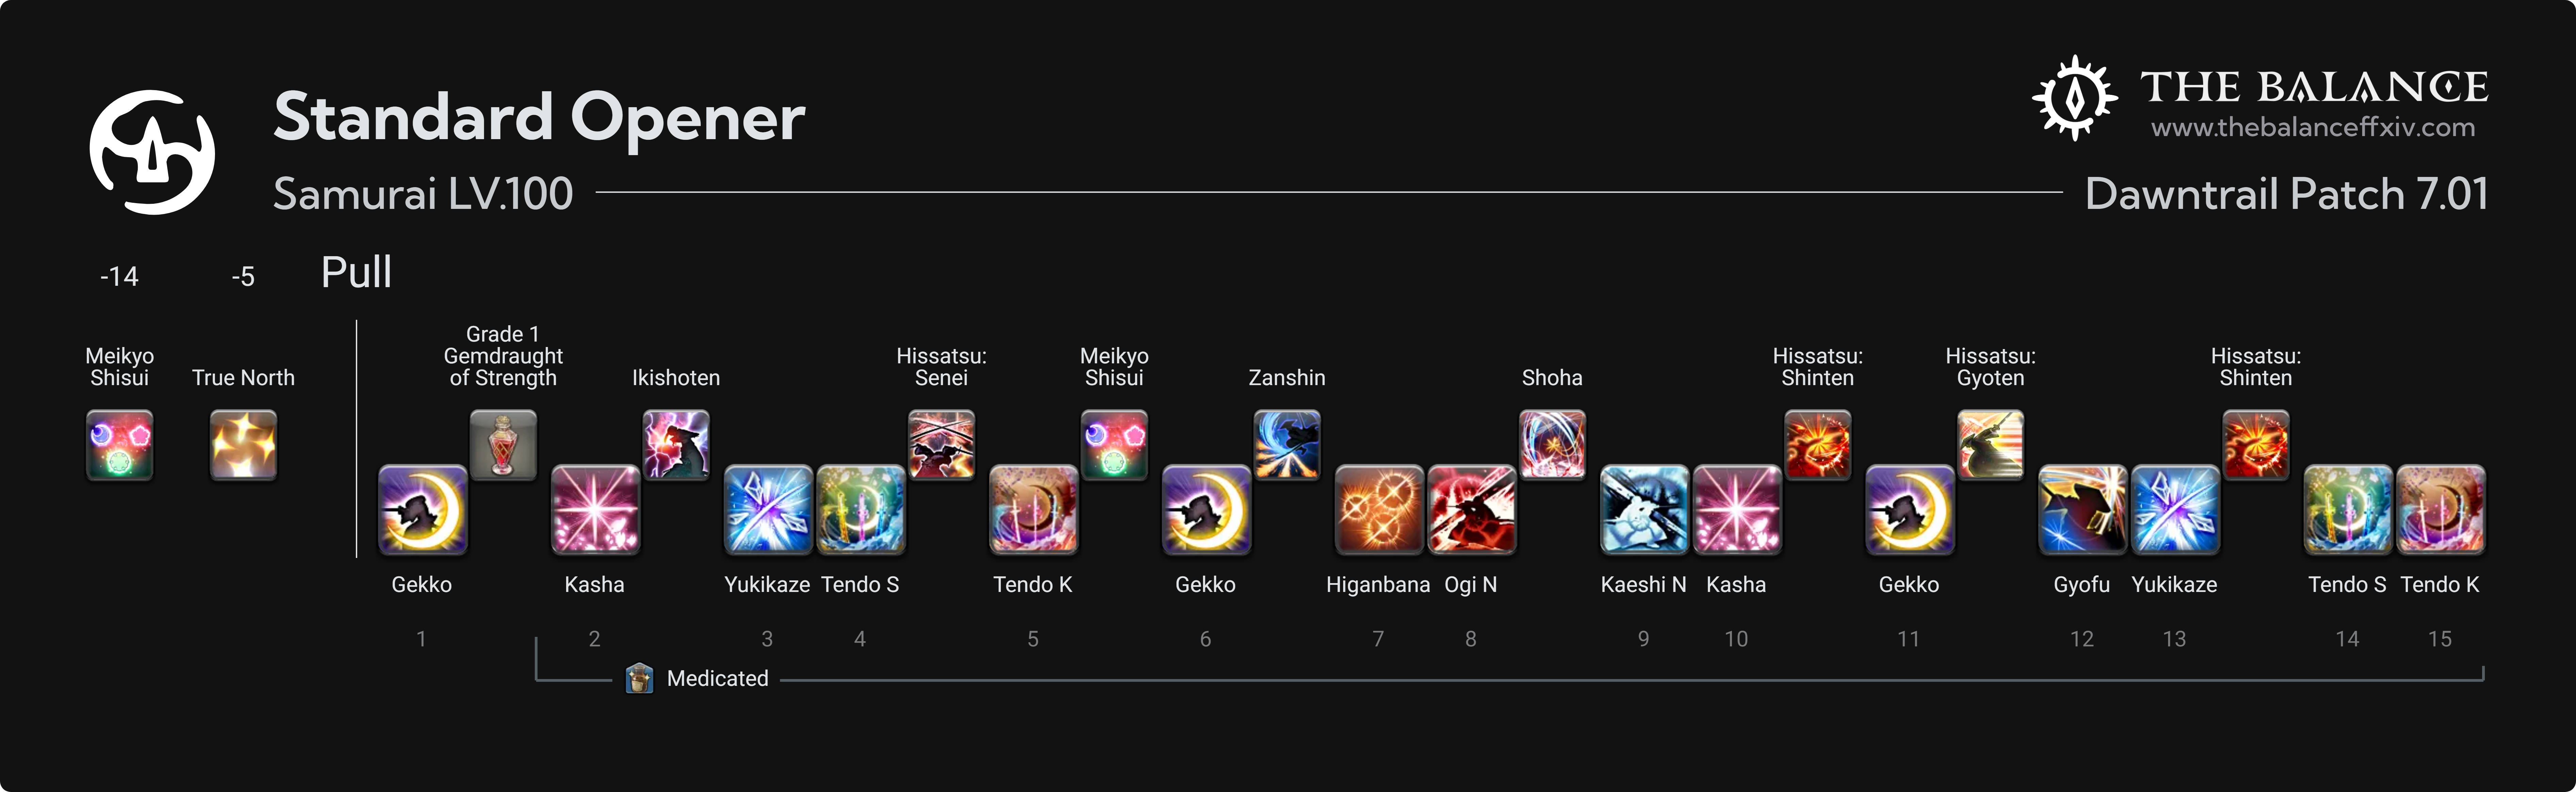 Standard Opener
THE BALANCE
www.thebalanceffxiv.com
Samurai LV.100
Dawntrail Patch 7.01
-14
-5
Pull
Meikyo
Shisui
True North
Grade 1
Gemdraught
of Strength
Ikishoten
Hissatsu:
Senei
Meikyo
Shisui
Zanshin
Shoha
Hissatsu:
Shinten
Hissatsu:
Gyoten
Hissatsu:
Shinten
Gekko
Kasha
Yukikaze
Tendo S
Tendo K
Gekko
Higanbana
Ogi N
Kaeshi N
Kasha
Gekko
Gyofu
Yukikaze
Tendo S
Tendo K
1
2
3
4
5
6
7
8
9
10
11
12
13
14
15
Medicated